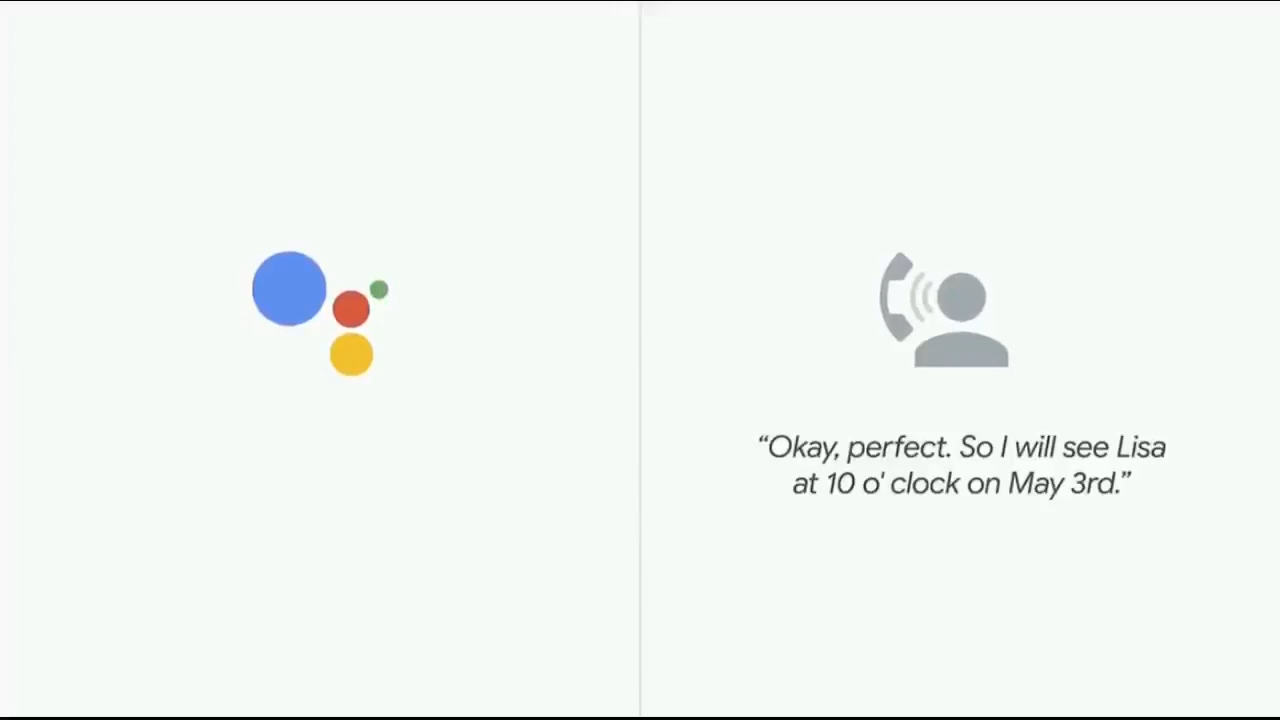 “Okay, perfect. So I will see Lisa
at 10 o' clock on May 3rd.”